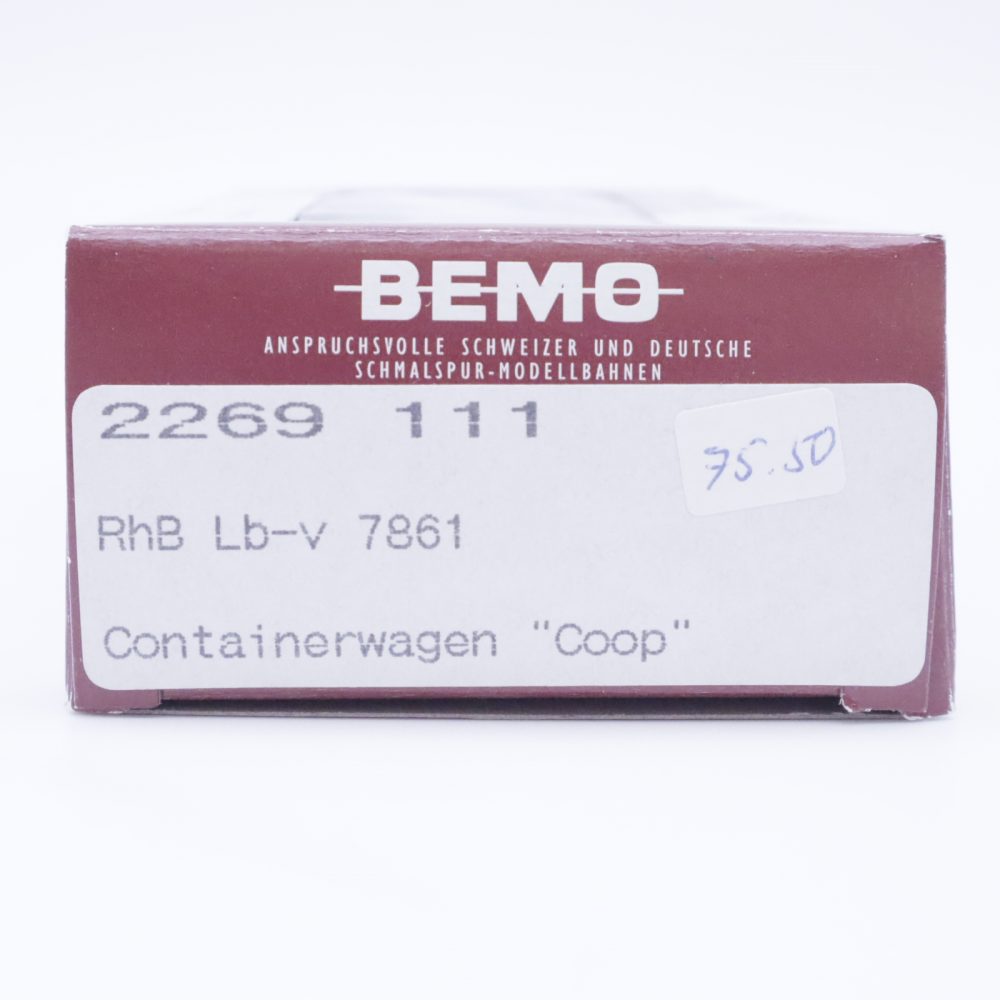 BEMO
ANSPRUCHSVOLLE SCHWEIZER UND DEUTSCHE
SCHMALSPUR-MODELLBAHNEN
2269 111
75.50
RhB Lb-v 7861
Containerwagen "Coop"